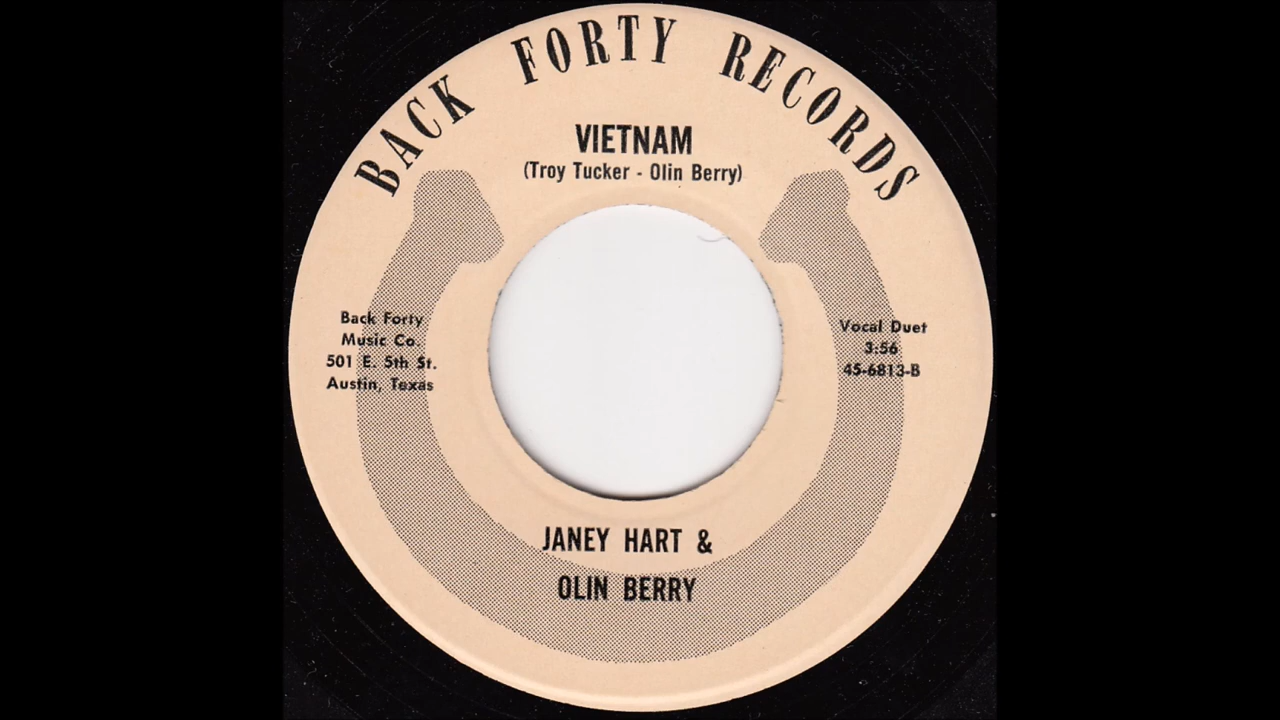 BACK FORTY RECORDS
VIETNAM
(Troy Tucker - Olin Berry)
Back Forty
Music Co.
501 E. 5th St.
Austin, Texas
Vocal Duet
3:56
45-6813-B
JANEY HART &
OLIN BERRY